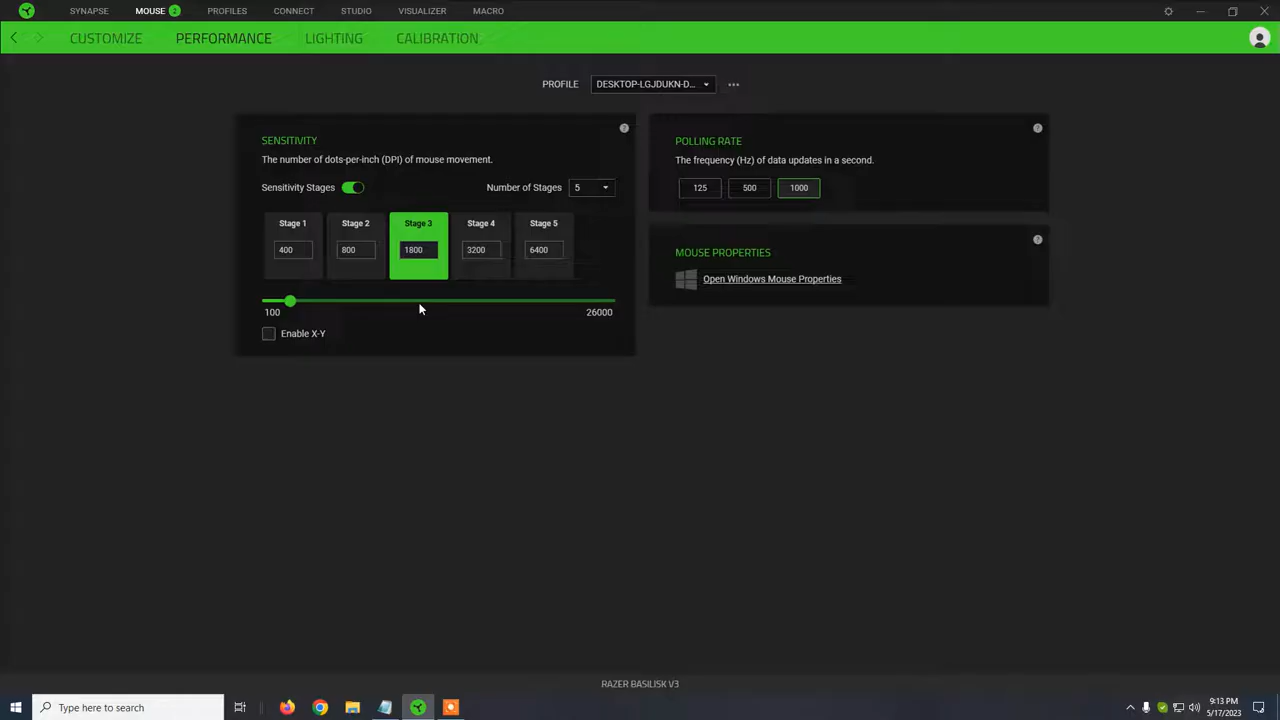 SYNAPSE MOUSE 2 PROFILES CONNECT STUDIO VISUALIZER MACRO
CUSTOMIZE PERFORMANCE LIGHTING CALIBRATION
PROFILE DESKTOP-LGJDUKN-D...
SENSITIVITY
The number of dots-per-inch (DPI) of mouse movement.
Sensitivity Stages Number of Stages 5
Stage 1 Stage 2 Stage 3 Stage 4 Stage 5
400 800 1800 3200 6400
100 26000
Enable X-Y
POLLING RATE
The frequency (Hz) of data updates in a second.
125 500 1000
MOUSE PROPERTIES
Open Windows Mouse Properties
RAZER BASILISK V3
Type here to search
9:13 PM
5/17/2023